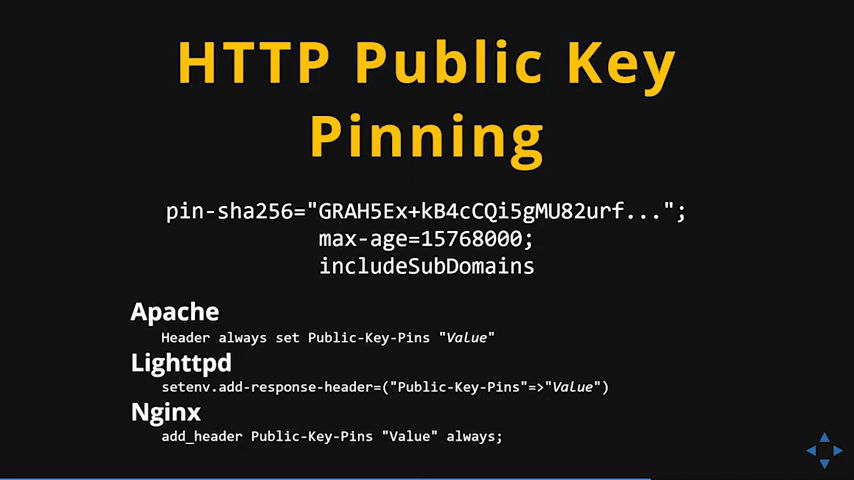 HTTP Public Key
Pinning
pin-sha256="GRAH5Ex+kB4cCQi5gMU82urf...";
max-age=15768000;
includeSubDomains
Apache
Header always set Public-Key-Pins "Value"
Lighttpd
setenv.add-response-header=("Public-Key-Pins"=>"Value")
Nginx
add_header Public-Key-Pins "Value" always;